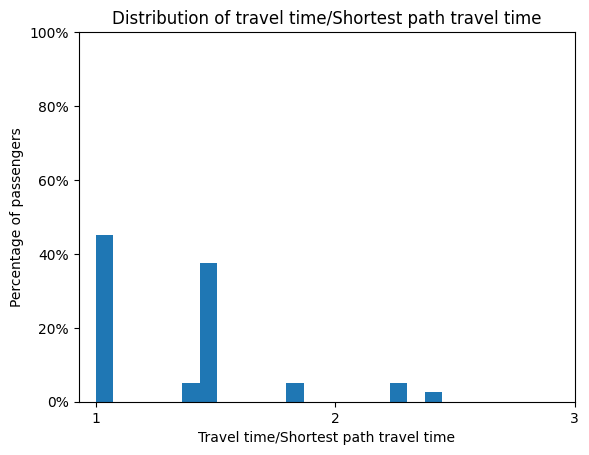 Distribution of travel time/Shortest path travel time
100%
80%
60%
40%
20%
0%
Percentage of passengers
1 2 3
Travel time/Shortest path travel time